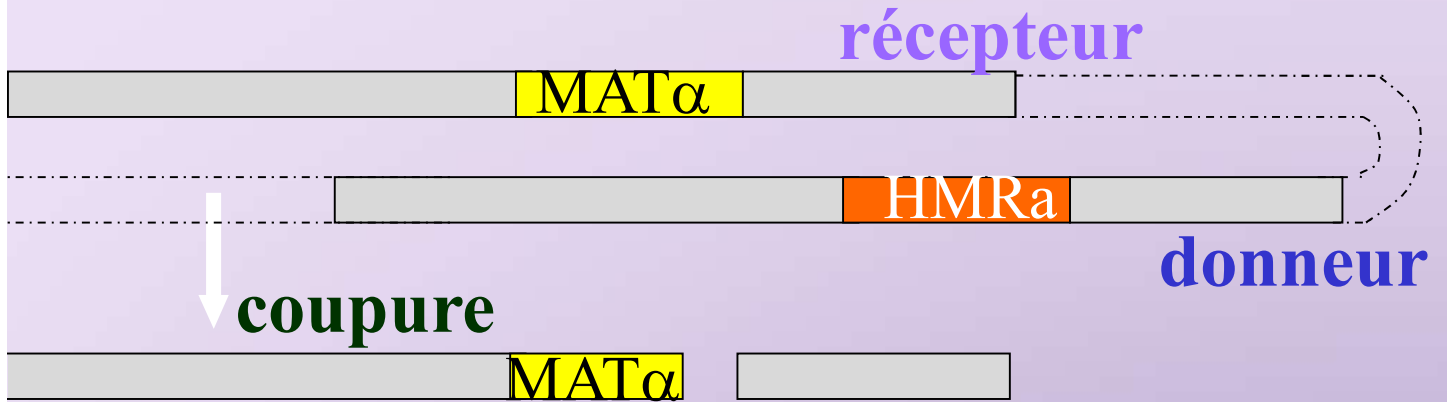 récepteur
MATα
HMRa
donneur
coupure
MATα